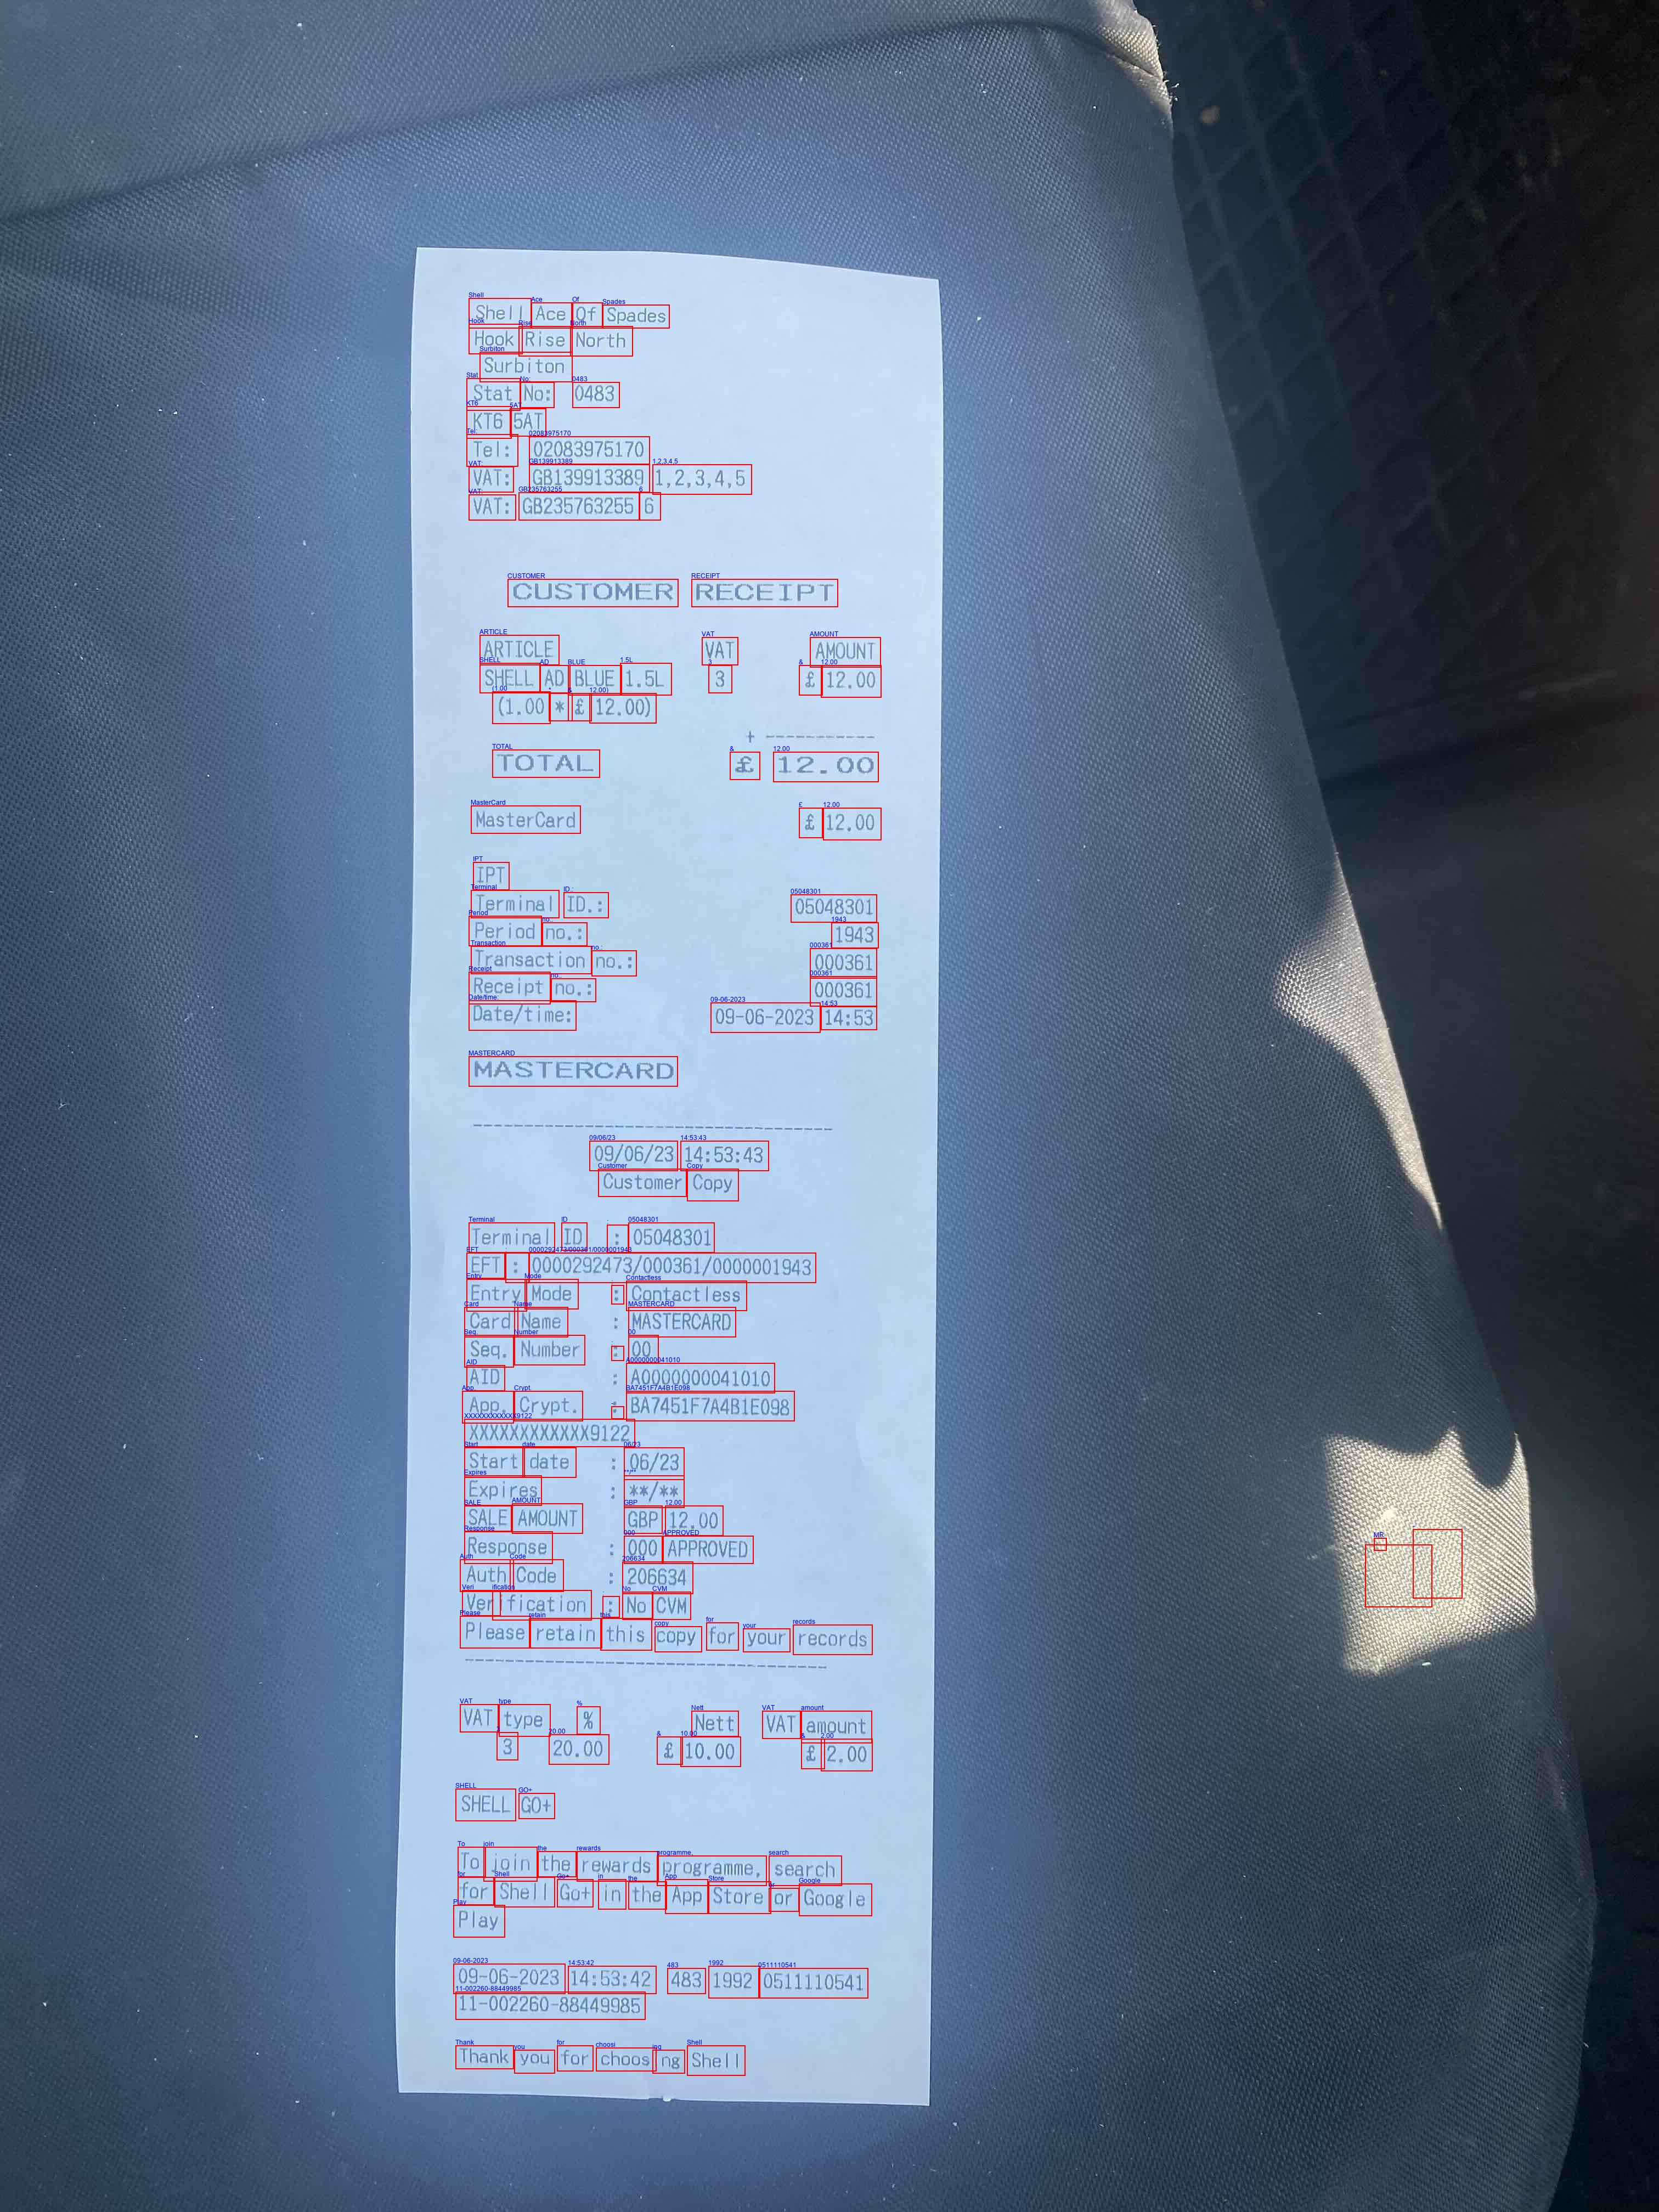 Shell Ace Of Spades
Hook Rise North
Surbiton
Stat No: 0483
KT6 5AT
Tel: 02083975170
VAT: GB139913389 1,2,3,4,5
VAT: GB235763255 6
CUSTOMER RECEIPT
ARTICLE VAT AMOUNT
SHELL AD BLUE 1.5L 3 £ 12.00
(1.00 * £ 12.00)
+ -----------
TOTAL £ 12.00
MasterCard £ 12.00
IPT
Terminal ID.: 05048301
Period no.: 1943
Transaction no.: 000361
Receipt no.: 000361
Date/time: 09-06-2023 14:53
MASTERCARD
09/06/23 14:53:43
Customer Copy
Terminal ID : 05048301
EFT : 0000292473/000361/0000001943
Entry Mode : Contactless
Card Name : MASTERCARD
Seq. Number : 00
AID : A0000000041010
App. Crypt. : BA7451F7A4B1E098
XXXXXXXXXXXX9122
Start date : 06/23
Expires : **/**
SALE AMOUNT GBP 12.00
Response : 000 APPROVED
Auth Code : 206634
Verification : No CVM
Please retain this copy for your records
VAT type % Nett VAT amount
3 20.00 £ 10.00 £ 2.00
SHELL GO+
To join the rewards programme, search
for Shell Go+ in the App Store or Google
Play
09-06-2023 14:53:42 483 1992 0511110541
11-002260-88449985
Thank you for choosing Shell